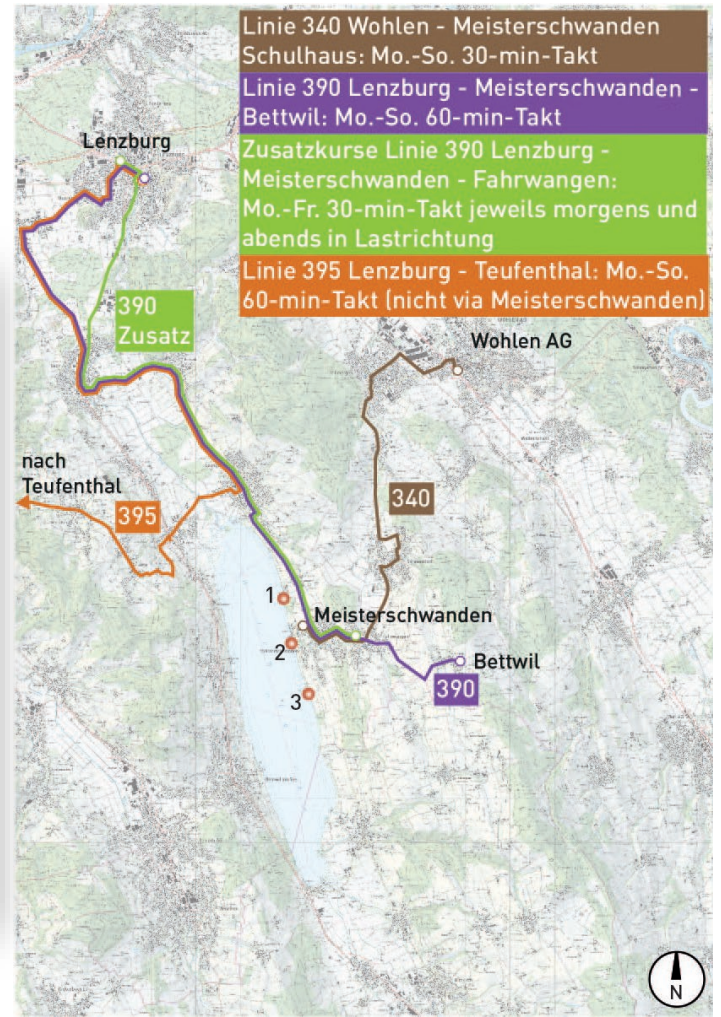 Linie 340 Wohlen - Meisterschwanden
Schulhaus: Mo.-So. 30-min-Takt
Linie 390 Lenzburg - Meisterschwanden -
Bettwil: Mo.-So. 60-min-Takt
Zusatzkurse Linie 390 Lenzburg -
Meisterschwanden - Fahrwangen:
Mo.-Fr. 30-min-Takt jeweils morgens und
abends in Lastrichtung
Linie 395 Lenzburg - Teufenthal: Mo.-So.
60-min-Takt (nicht via Meisterschwanden)
Lenzburg
390
Zusatz
Wohlen AG
nach
Teufenthal
395
340
1
Meisterschwanden
2
Bettwil
390
3
N